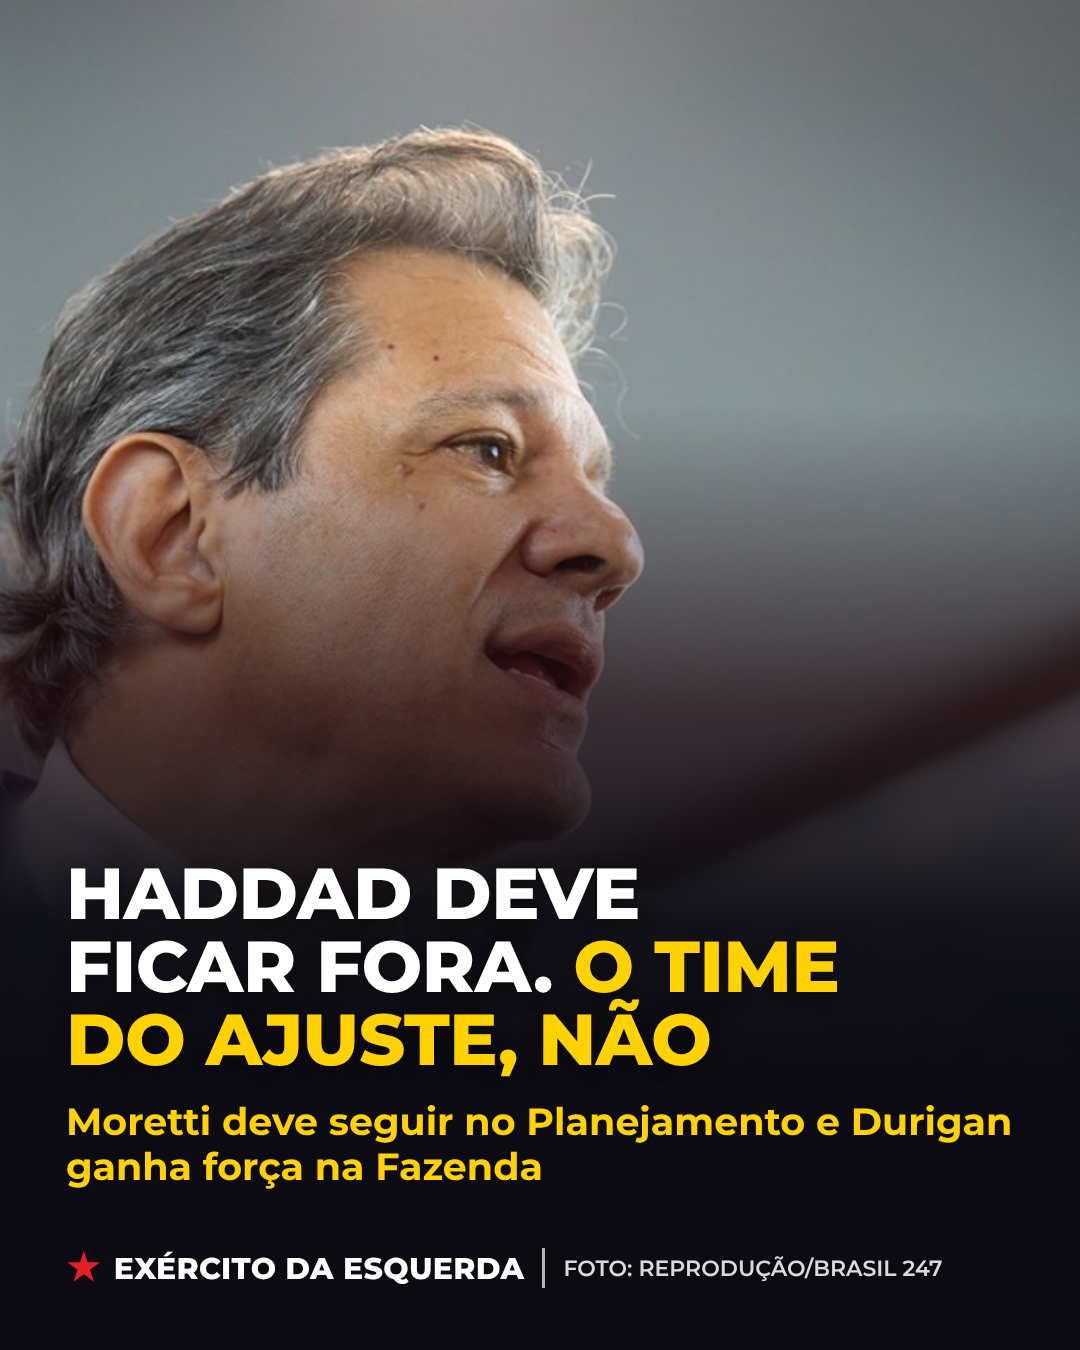 HADDAD DEVE
FICAR FORA. O TIME
DO AJUSTE, NÃO
Moretti deve seguir no Planejamento e Durigan
ganha força na Fazenda
EXÉRCITO DA ESQUERDA | FOTO: REPRODUÇÃO/BRASIL 247